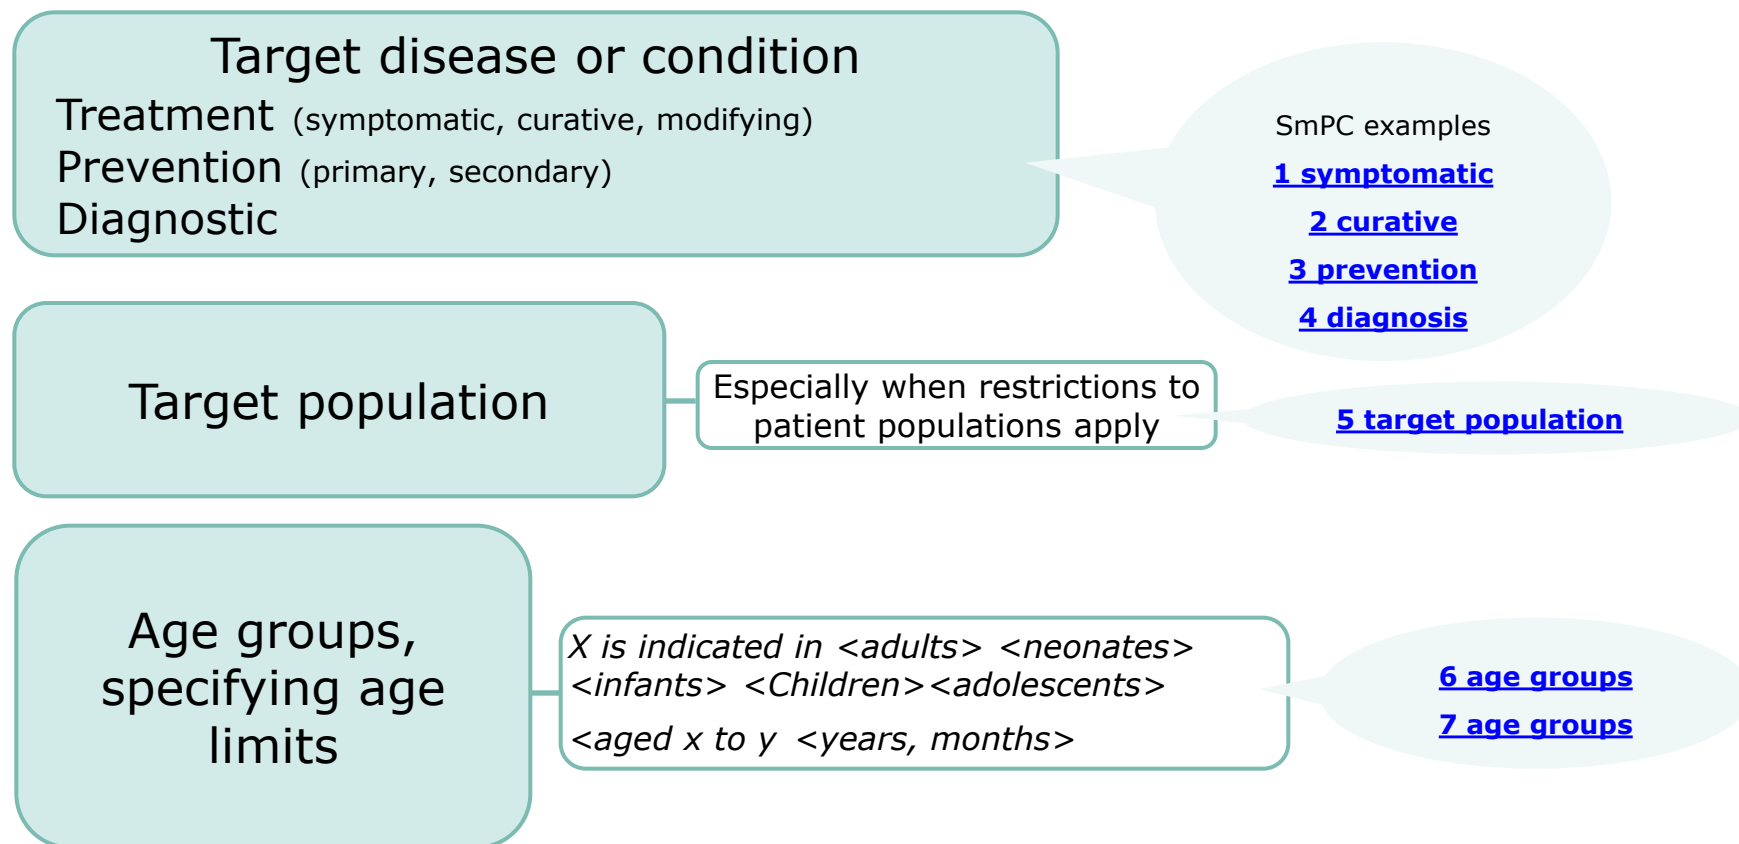 Target disease or condition
Treatment (symptomatic, curative, modifying)
Prevention (primary, secondary)
Diagnostic
SmPC examples
1 symptomatic
2 curative
3 prevention
4 diagnosis
Target population
Especially when restrictions to
patient populations apply
5 target population
Age groups,
specifying age
limits
X is indicated in <adults> <neonates>
<infants> <Children><adolescents>
<aged x to y <years, months>
6 age groups
7 age groups